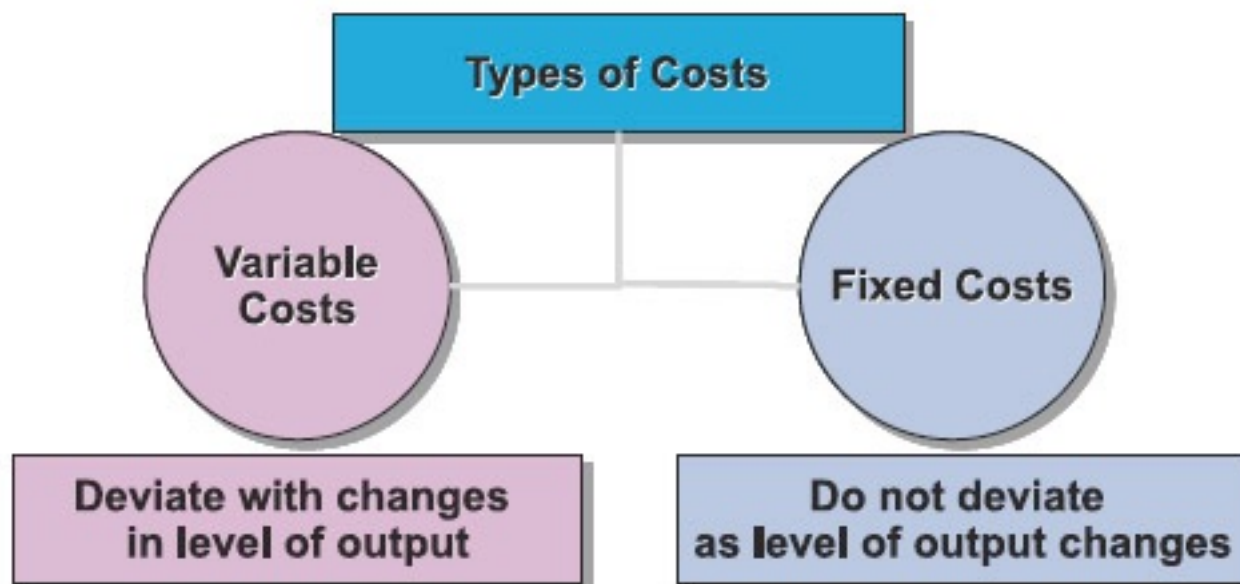 Types of Costs
Variable
Costs
Fixed Costs
Deviate with changes
in level of output
Do not deviate
as level of output changes